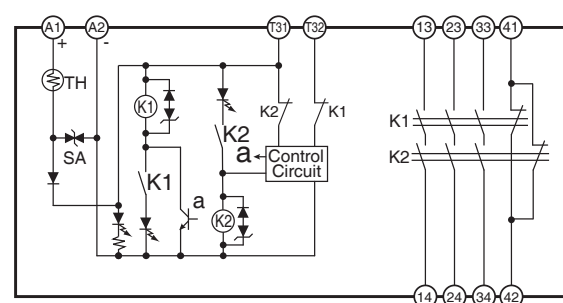 A1 A2 T31 T32 13 23 33 41
+ -
TH
K1
SA
K2 K2 K1
a Control
Circuit
K1
a
K2
K1
K2
14 24 34 42